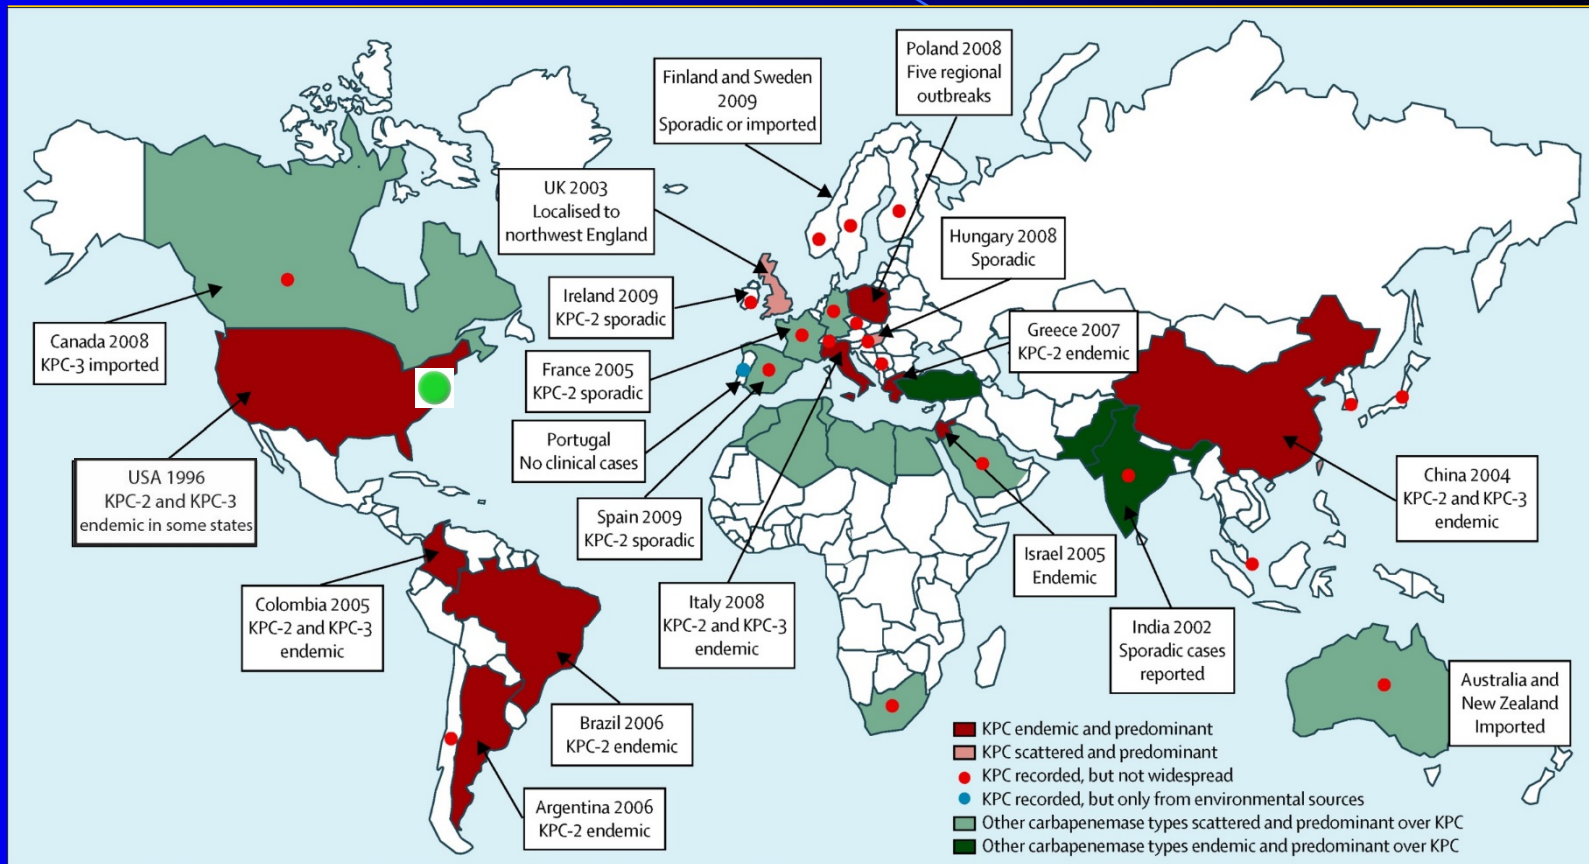 Poland 2008
Five regional
outbreaks
Finland and Sweden
2009
Sporadic or imported
UK 2003
Localised to
northwest England
Hungary 2008
Sporadic
Ireland 2009
KPC-2 sporadic
Greece 2007
KPC-2 endemic
Canada 2008
KPC-3 imported
France 2005
KPC-2 sporadic
Portugal
No clinical cases
USA 1996
KPC-2 and KPC-3
endemic in some states
Spain 2009
KPC-2 sporadic
China 2004
KPC-2 and KPC-3
endemic
Israel 2005
Endemic
Colombia 2005
KPC-2 and KPC-3
endemic
Italy 2008
KPC-2 and KPC-3
endemic
India 2002
Sporadic cases
reported
Australia and
New Zealand
Imported
Brazil 2006
KPC-2 endemic
Argentina 2006
KPC-2 endemic
KPC endemic and predominant
KPC scattered and predominant
KPC recorded, but not widespread
KPC recorded, but only from environmental sources
Other carbapenemase types scattered and predominant over KPC
Other carbapenemase types endemic and predominant over KPC